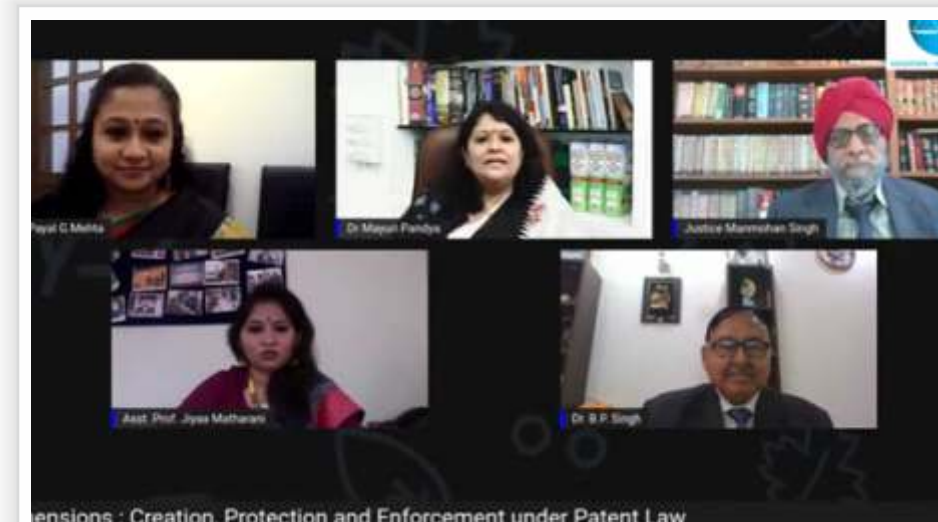 Payal C Mehta
Dr Mayuri Pandya
Justice Manmohan Singh
Asst. Prof. Jiyaa Matharani
Dr. B.P. Singh
ensions : Creation, Protection and Enforcement under Patent Law